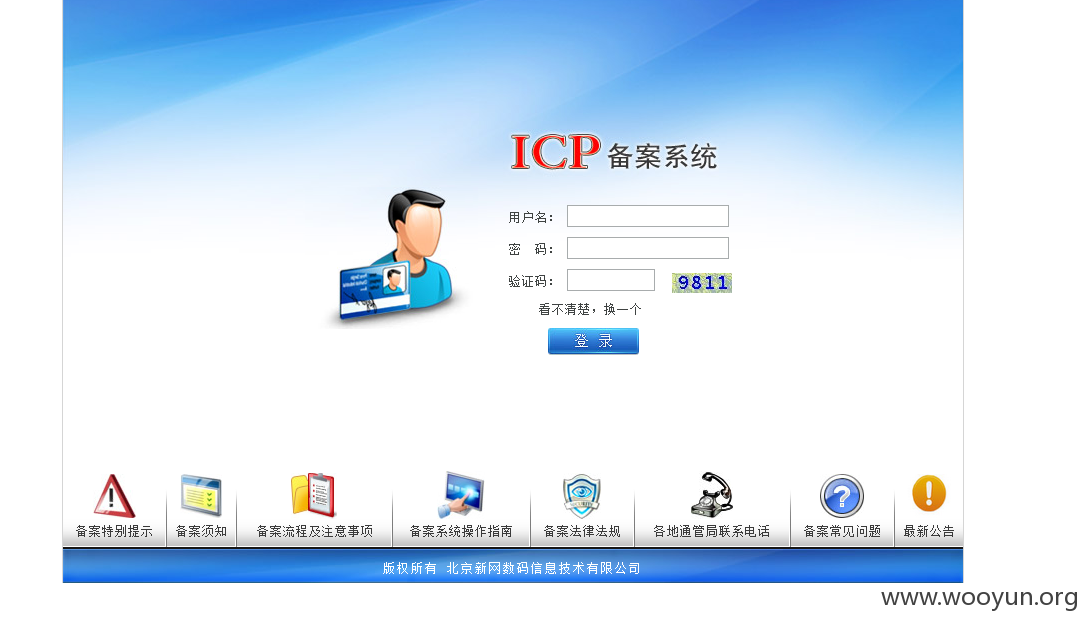 ICP备案系统
用户名：
密 码：
验证码：
9811
看不清楚，换一个
登 录
备案特别提示
备案须知
备案流程及注意事项
备案系统操作指南
备案法律法规
各地通管局联系电话
备案常见问题
最新公告
版权所有 北京新网数码信息技术有限公司
www.wooyun.org